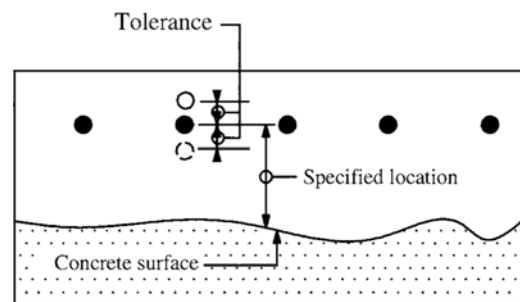 Tolerance
Specified location
Concrete surface